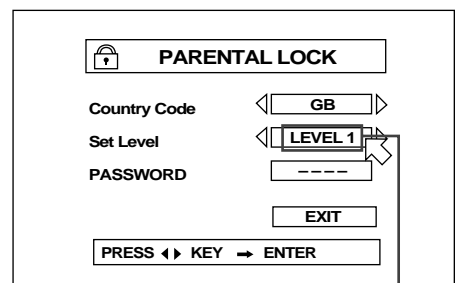 PARENTAL LOCK
Country Code GB
Set Level LEVEL 1
PASSWORD ––––
EXIT
PRESS ◀ ▶ KEY → ENTER